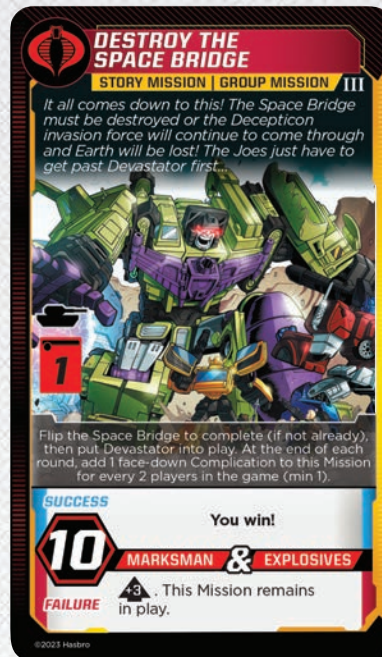 DESTROY THE
SPACE BRIDGE
STORY MISSION | GROUP MISSION III
It all comes down to this! The Space Bridge
must be destroyed or the Decepticon
invasion force will continue to come through
and Earth will be lost! The Joes just have to
get past Devastator first...
1
Flip the Space Bridge to complete (if not already),
then put Devastator into play. At the end of each
round, add 1 face-down Complication to this Mission
for every 2 players in the game (min 1).
SUCCESS
You win!
10
MARKSMAN & EXPLOSIVES
FAILURE
+3 . This Mission remains
in play.
©2023 Hasbro